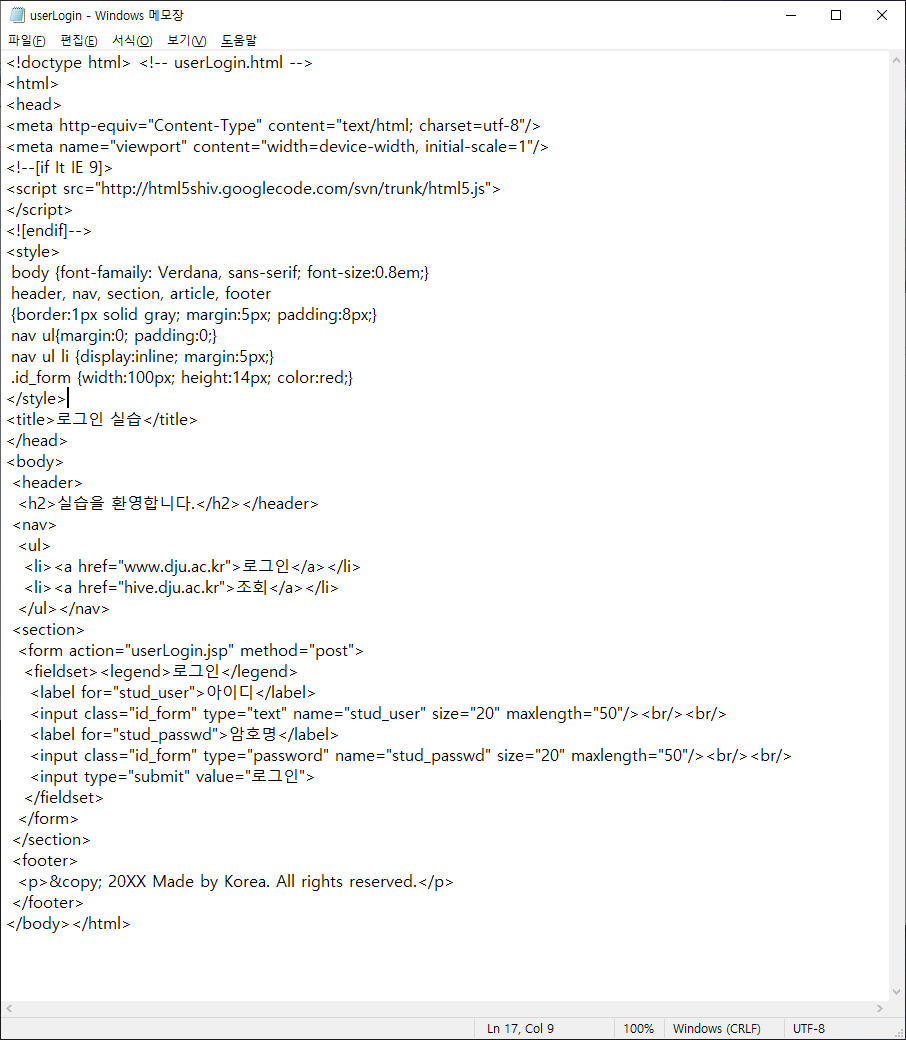 userLogin - Windows 메모장
파일(F) 편집(E) 서식(O) 보기(V) 도움말
<!doctype html> <!-- userLogin.html -->
<html>
<head>
<meta http-equiv="Content-Type" content="text/html; charset=utf-8"/>
<meta name="viewport" content="width=device-width, initial-scale=1"/>
<!--[if lt IE 9]>
<script src="http://html5shiv.googlecode.com/svn/trunk/html5.js">
</script>
<![endif]-->
<style>
body {font-famaily: Verdana, sans-serif; font-size:0.8em;}
header, nav, section, article, footer
{border:1px solid gray; margin:5px; padding:8px;}
nav ul{margin:0; padding:0;}
nav ul li {display:inline; margin:5px;}
.id_form {width:100px; height:14px; color:red;}
</style>
<title>로그인 실습</title>
</head>
<body>
<header>
<h2>실습을 환영합니다.</h2></header>
<nav>
<ul>
<li><a href="www.dju.ac.kr">로그인</a></li>
<li><a href="hive.dju.ac.kr">조회</a></li>
</ul></nav>
<section>
<form action="userLogin.jsp" method="post">
<fieldset><legend>로그인</legend>
<label for="stud_user">아이디</label>
<input class="id_form" type="text" name="stud_user" size="20" maxlength="50"/><br/><br/>
<label for="stud_passwd">암호명</label>
<input class="id_form" type="password" name="stud_passwd" size="20" maxlength="50"/><br/><br/>
<input type="submit" value="로그인">
</fieldset>
</form>
</section>
<footer>
<p>&copy; 20XX Made by Korea. All rights reserved.</p>
</footer>
</body></html>
Ln 17, Col 9 100% Windows (CRLF) UTF-8